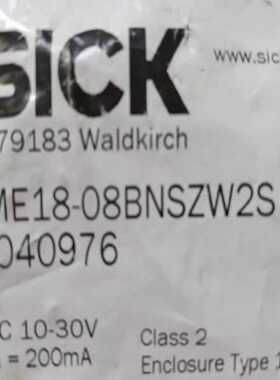 SICK
www.sic
79183 Waldkirch
ME18-08BNSZW2S
040976
C 10-30V
= 200mA
Class 2
Enclosure Type 1